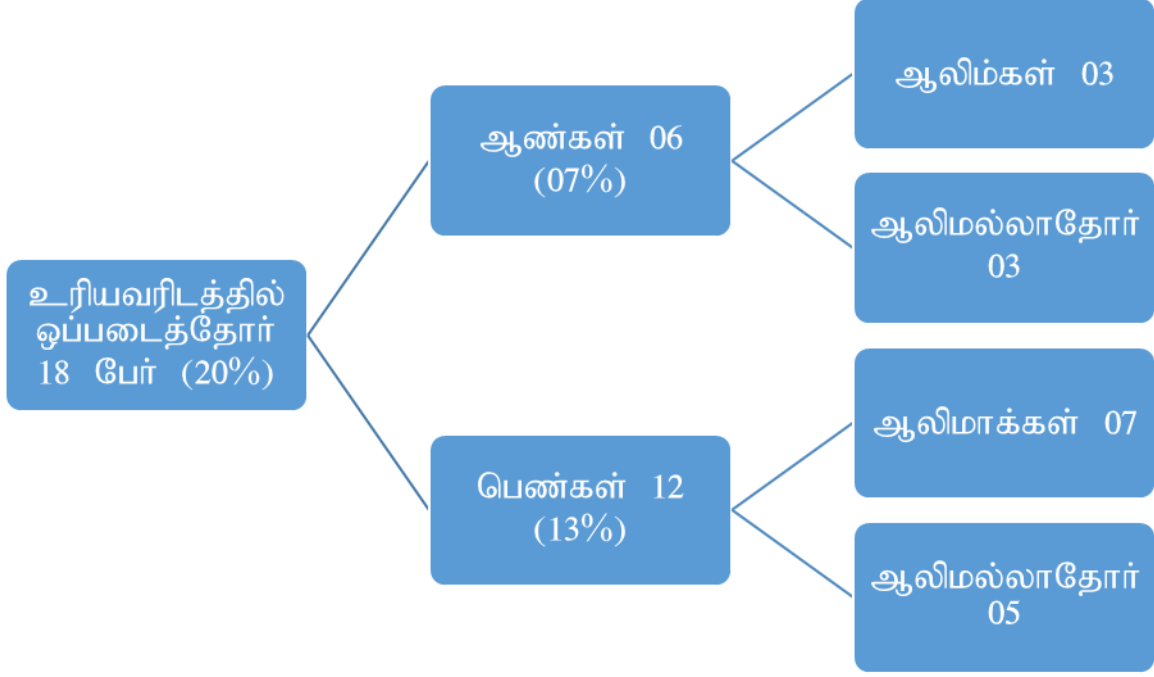 உரியவரிடத்தில்
ஒப்படைத்தோர்
18 பேர் (20%)
ஆண்கள் 06
(07%)
ஆலிம்கள் 03
ஆலிமல்லாதோர்
03
பெண்கள் 12
(13%)
ஆலிமாக்கள் 07
ஆலிமல்லாதோர்
05